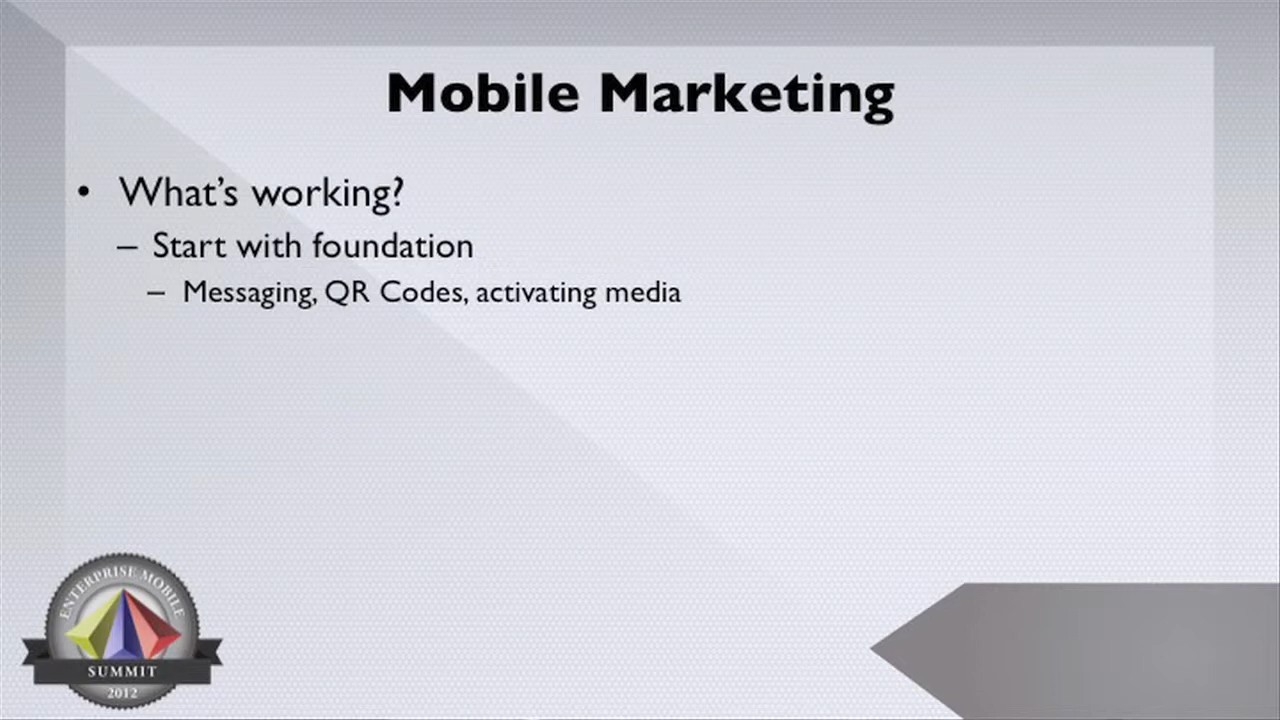 Mobile Marketing
• What's working?
– Start with foundation
– Messaging, QR Codes, activating media
ENTERPRISE MOBILE
SUMMIT
2012